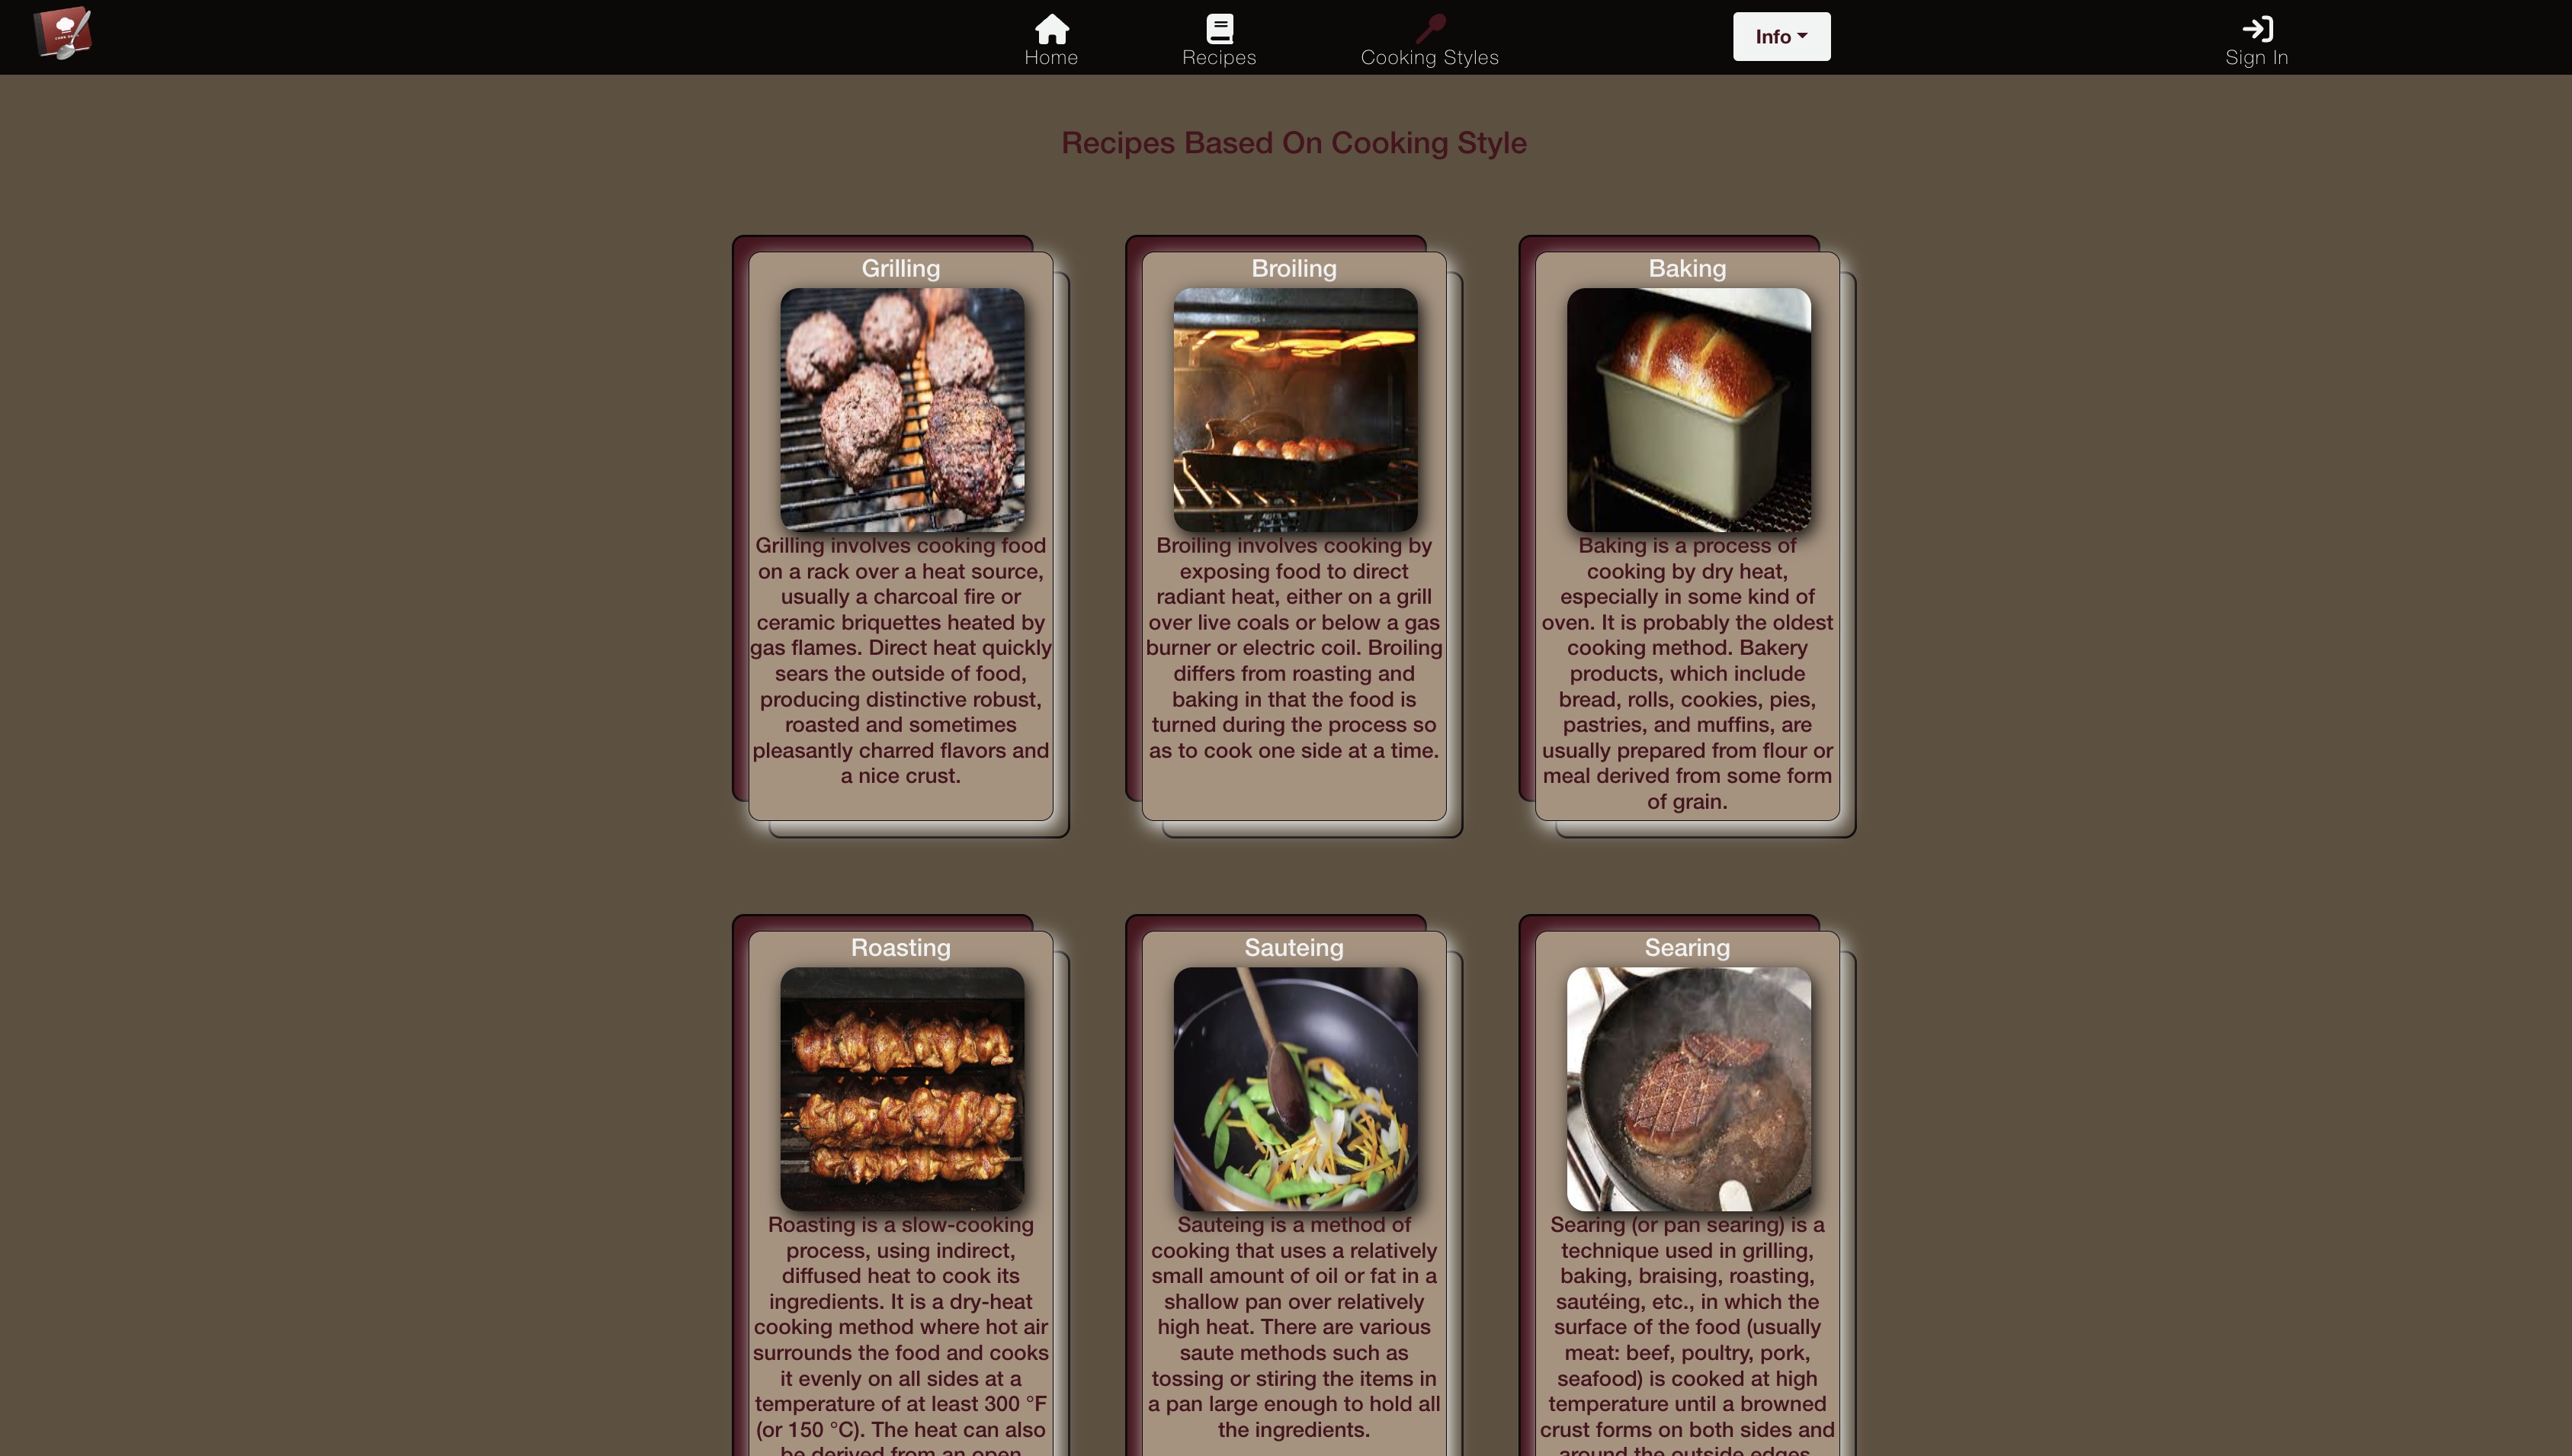 Home
Recipes
Cooking Styles
Info
Sign In
Recipes Based On Cooking Style
Grilling
Grilling involves cooking food
on a rack over a heat source,
usually a charcoal fire or
ceramic briquettes heated by
gas flames. Direct heat quickly
sears the outside of food,
producing distinctive robust,
roasted and sometimes
pleasantly charred flavors and
a nice crust.
Broiling
Broiling involves cooking by
exposing food to direct
radiant heat, either on a grill
over live coals or below a gas
burner or electric coil. Broiling
differs from roasting and
baking in that the food is
turned during the process so
as to cook one side at a time.
Baking
Baking is a process of
cooking by dry heat,
especially in some kind of
oven. It is probably the oldest
cooking method. Bakery
products, which include
bread, rolls, cookies, pies,
pastries, and muffins, are
usually prepared from flour or
meal derived from some form
of grain.
Roasting
Roasting is a slow-cooking
process, using indirect,
diffused heat to cook its
ingredients. It is a dry-heat
cooking method where hot air
surrounds the food and cooks
it evenly on all sides at a
temperature of at least 300 °F
(or 150 °C). The heat can also
be derived from an open
Sauteing
Sauteing is a method of
cooking that uses a relatively
small amount of oil or fat in a
shallow pan over relatively
high heat. There are various
saute methods such as
tossing or stiring the items in
a pan large enough to hold all
the ingredients.
Searing
Searing (or pan searing) is a
technique used in grilling,
baking, braising, roasting,
sautéing, etc., in which the
surface of the food (usually
meat: beef, poultry, pork,
seafood) is cooked at high
temperature until a browned
crust forms on both sides and
around the outside edges